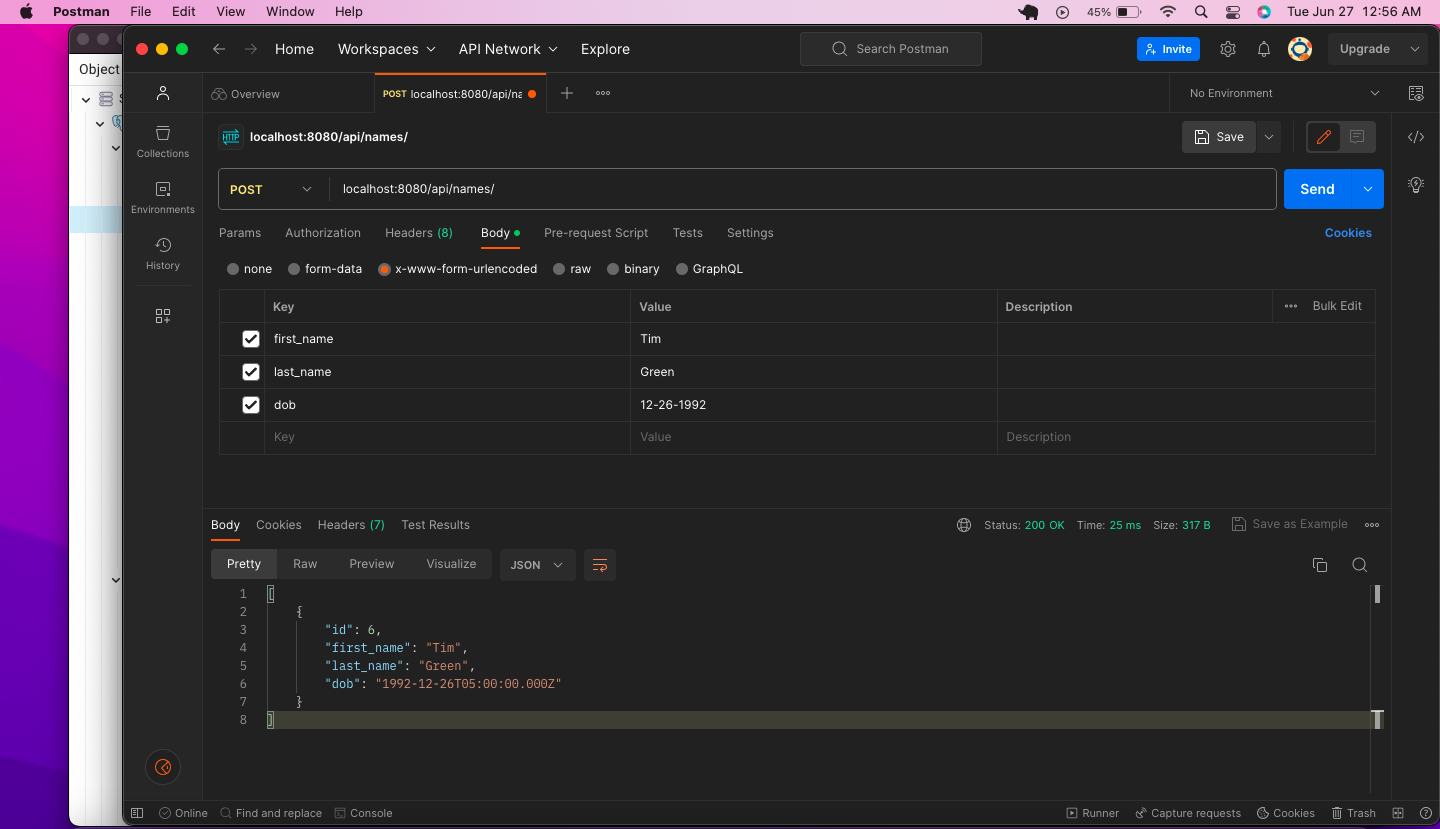 Postman File Edit View Window Help 45% Tue Jun 27 12:56 AM
Home Workspaces API Network Explore Search Postman Invite Upgrade
Object
Overview POST localhost:8080/api/na No Environment
HTTP localhost:8080/api/names/ Save
Collections
POST localhost:8080/api/names/ Send
Environments
Params Authorization Headers (8) Body Pre-request Script Tests Settings Cookies
History
none form-data x-www-form-urlencoded raw binary GraphQL
Key Value Description Bulk Edit
first_name Tim
last_name Green
dob 12-26-1992
Key Value Description
Body Cookies Headers (7) Test Results Status: 200 OK Time: 25 ms Size: 317 B Save as Example
Pretty Raw Preview Visualize JSON
1 [
2 {
3 "id": 6,
4 "first_name": "Tim",
5 "last_name": "Green",
6 "dob": "1992-12-26T05:00:00.000Z"
7 }
8 ]
Online Find and replace Console Runner Capture requests Cookies Trash